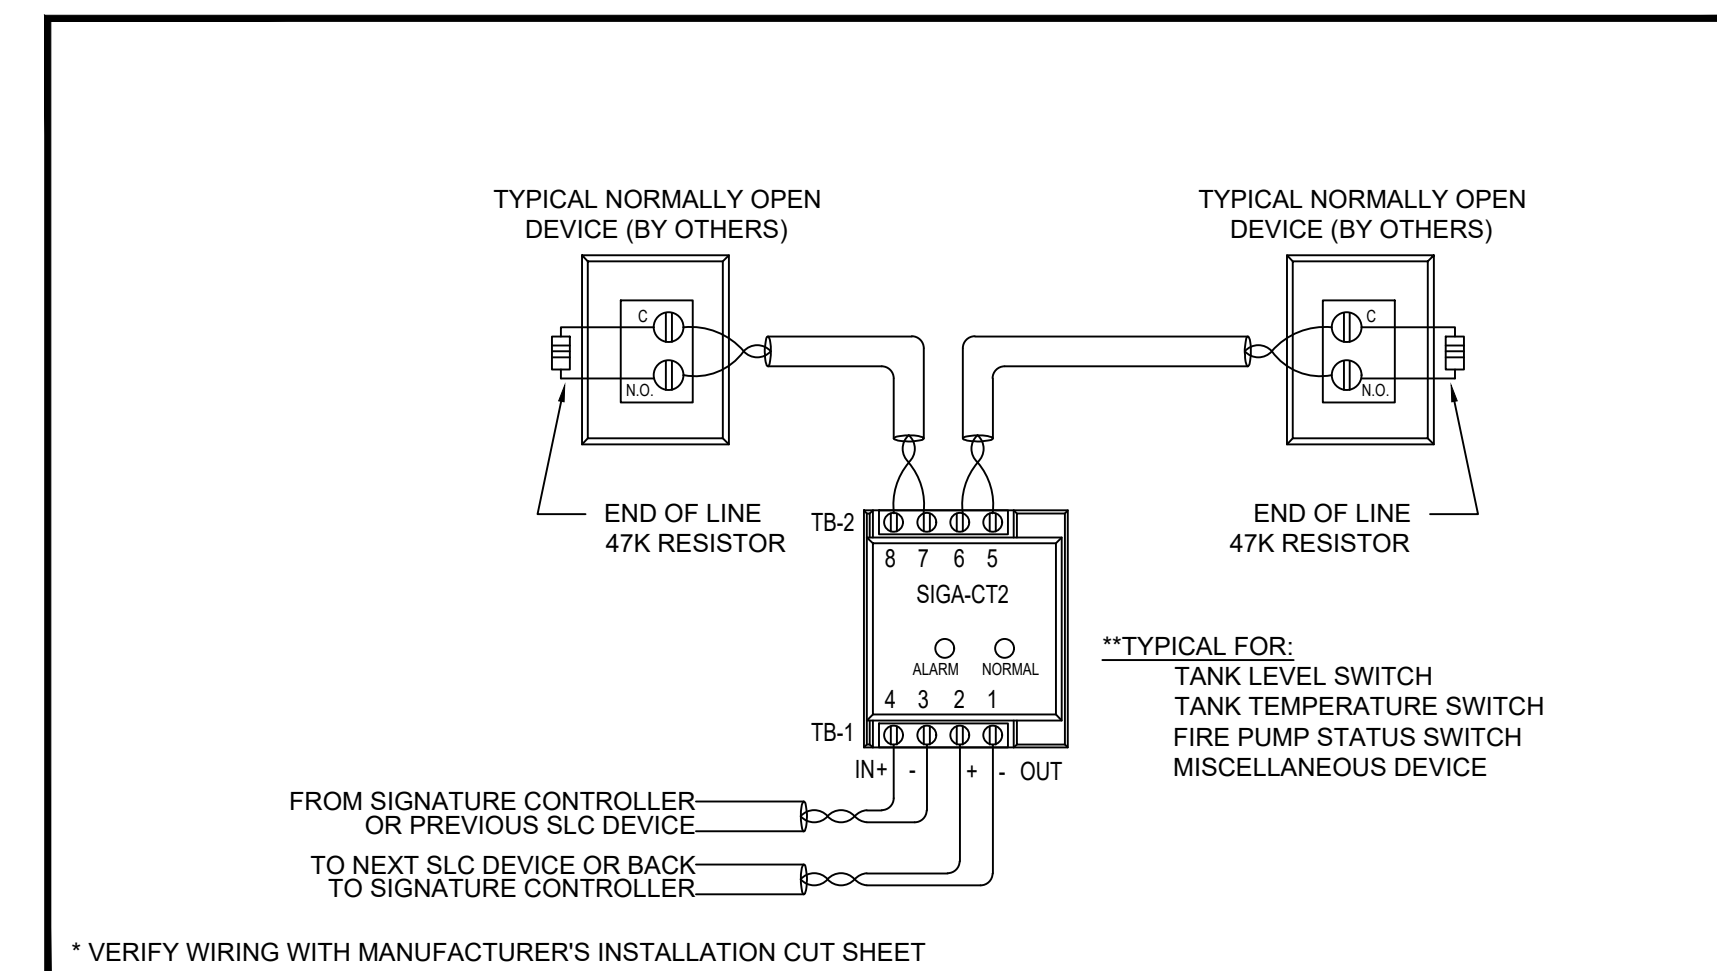 TYPICAL NORMALLY OPEN
DEVICE (BY OTHERS)
TYPICAL NORMALLY OPEN
DEVICE (BY OTHERS)
C
N.O.
C
N.O.
END OF LINE
47K RESISTOR
END OF LINE
47K RESISTOR
TB-2
8 7 6 5
SIGA-CT2
ALARM NORMAL
4 3 2 1
TB-1
IN+ - + - OUT
**TYPICAL FOR:
TANK LEVEL SWITCH
TANK TEMPERATURE SWITCH
FIRE PUMP STATUS SWITCH
MISCELLANEOUS DEVICE
FROM SIGNATURE CONTROLLER
OR PREVIOUS SLC DEVICE
TO NEXT SLC DEVICE OR BACK
TO SIGNATURE CONTROLLER
* VERIFY WIRING WITH MANUFACTURER'S INSTALLATION CUT SHEET